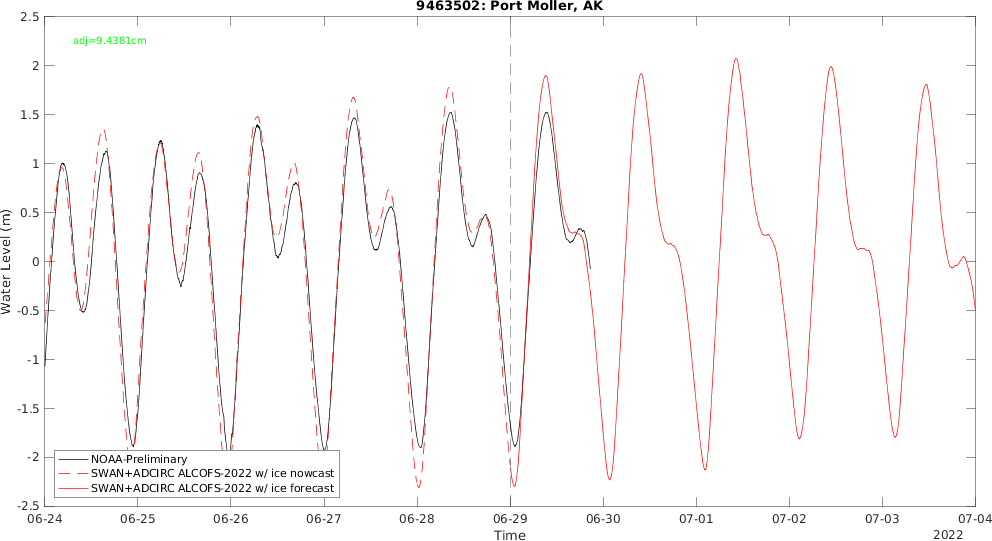 9463502: Port Moller, AK
adj=9.4381cm
2.5
2
1.5
1
0.5
0
-0.5
-1
-1.5
-2
-2.5
Water Level (m)
NOAA-Preliminary
SWAN+ADCIRC ALCOFS-2022 w/ ice nowcast
SWAN+ADCIRC ALCOFS-2022 w/ ice forecast
06-24 06-25 06-26 06-27 06-28 06-29 06-30 07-01 07-02 07-03 07-04
Time
2022